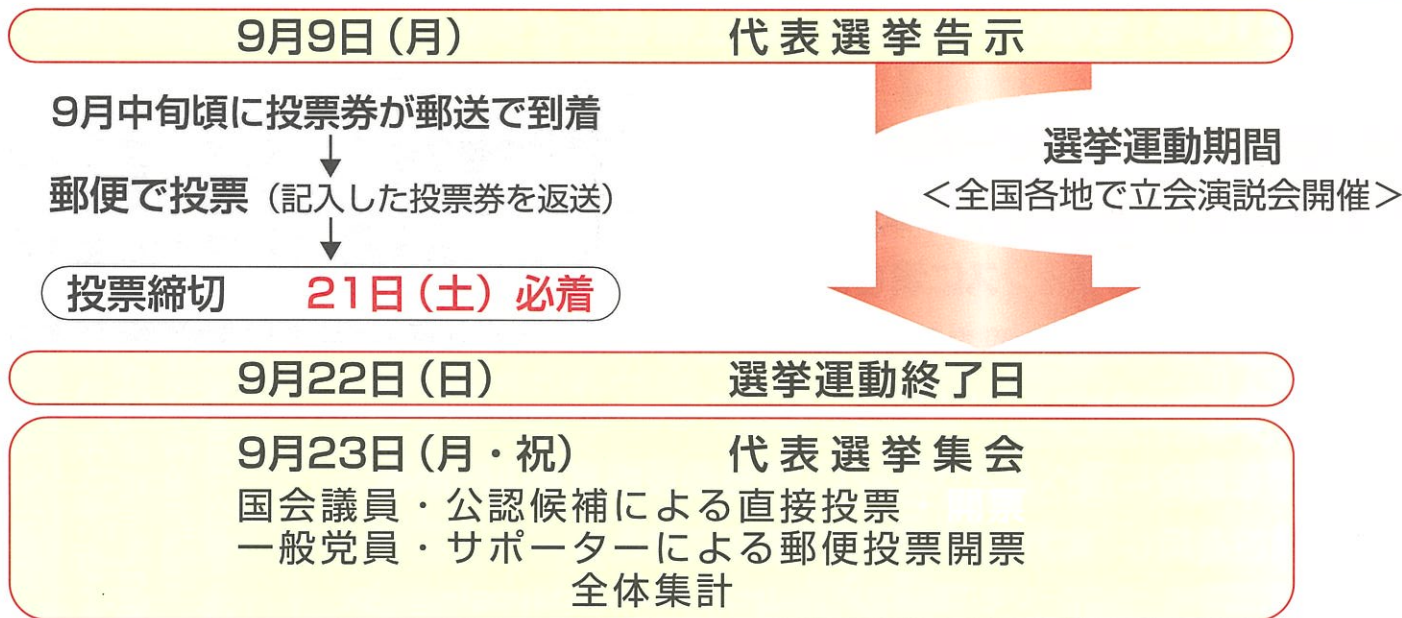 9月9日(月) 代表選挙告示
9月中旬頃に投票券が郵送で到着
郵便で投票(記入した投票券を返送)
投票締切 21日(土)必着
選挙運動期間
<全国各地で立会演説会開催>
9月22日(日) 選挙運動終了日
9月23日(月・祝) 代表選挙集会
国会議員・公認候補による直接投票
一般党員・サポーターによる郵便投票開票
全体集計